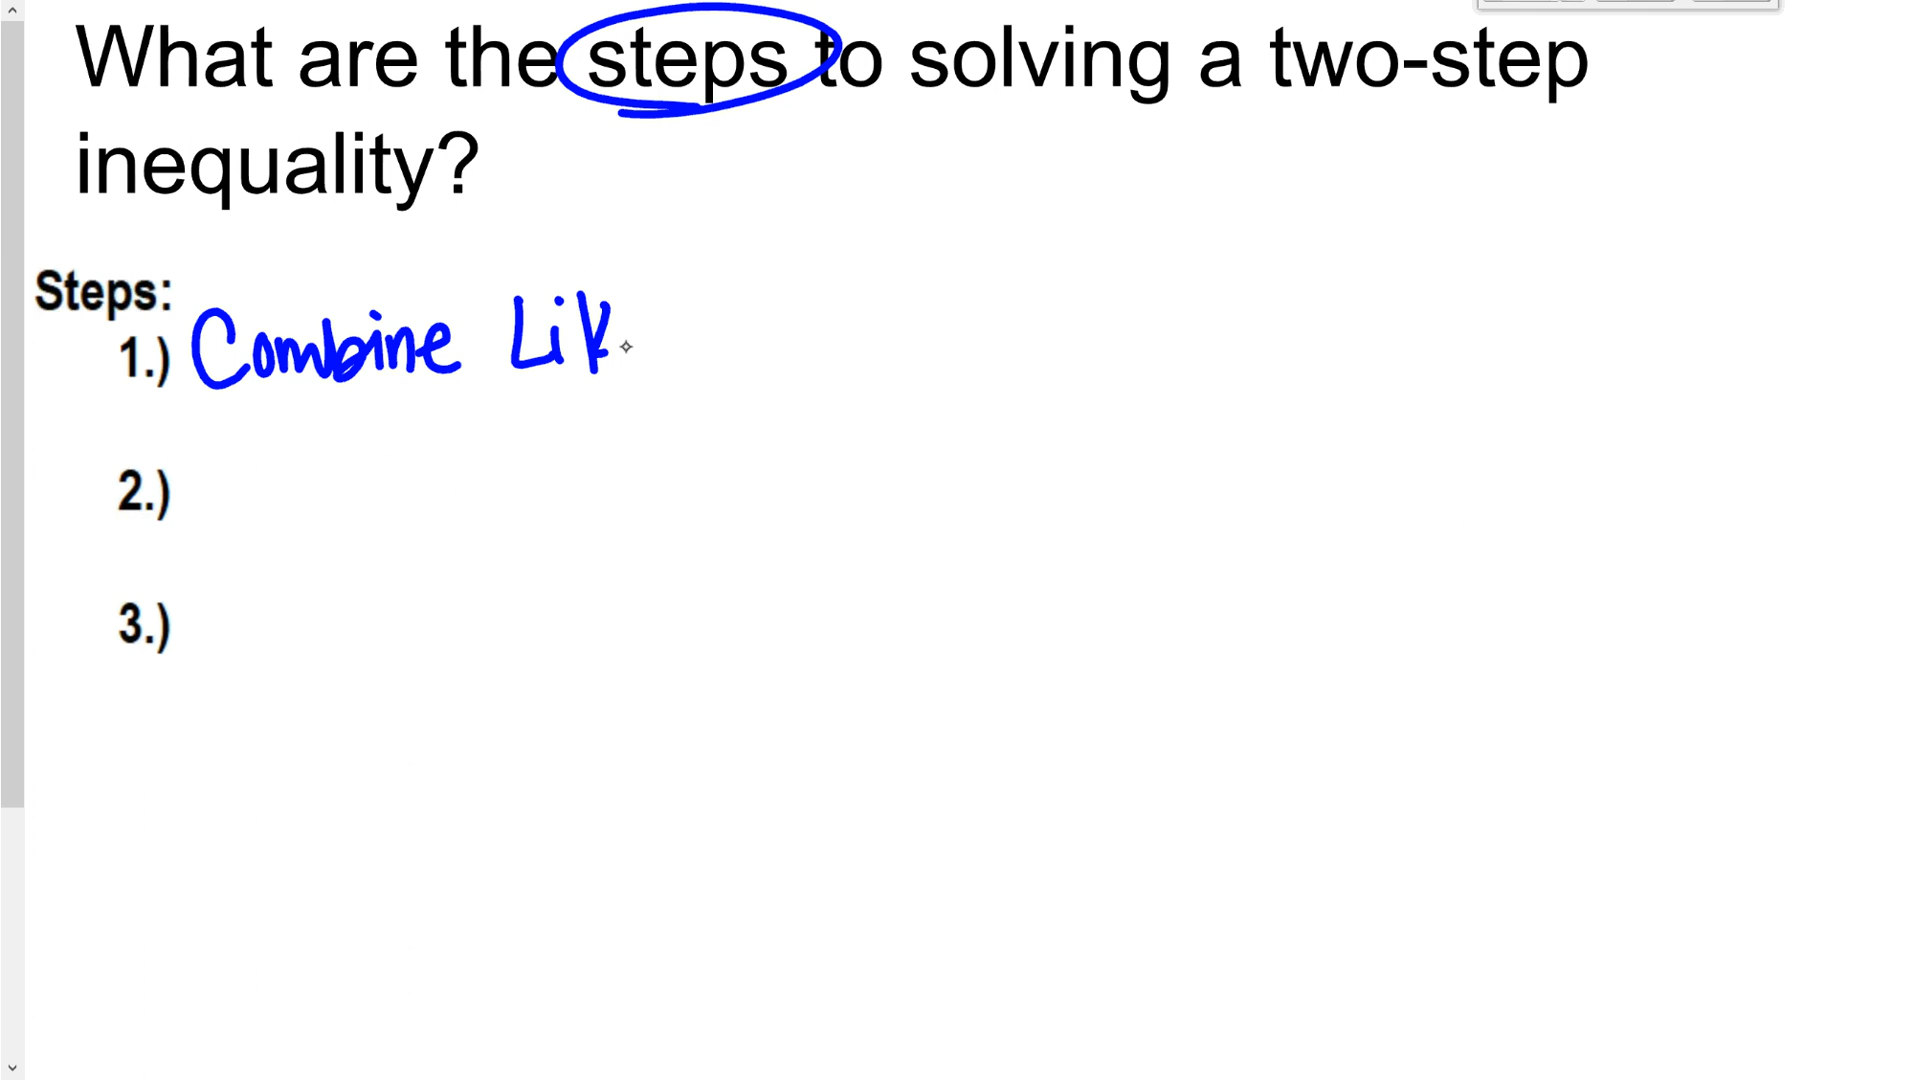 What are the steps to solving a two-step
inequality?
Steps:
1.) Combine Lik
2.)
3.)